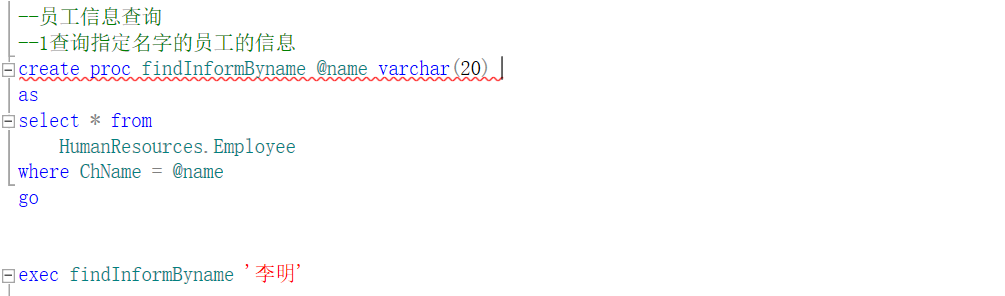 --员工信息查询
--1查询指定名字的员工的信息
create proc findInformByname @name varchar(20)
as
select * from
HumanResources.Employee
where ChName = @name
go
exec findInformByname '李明'